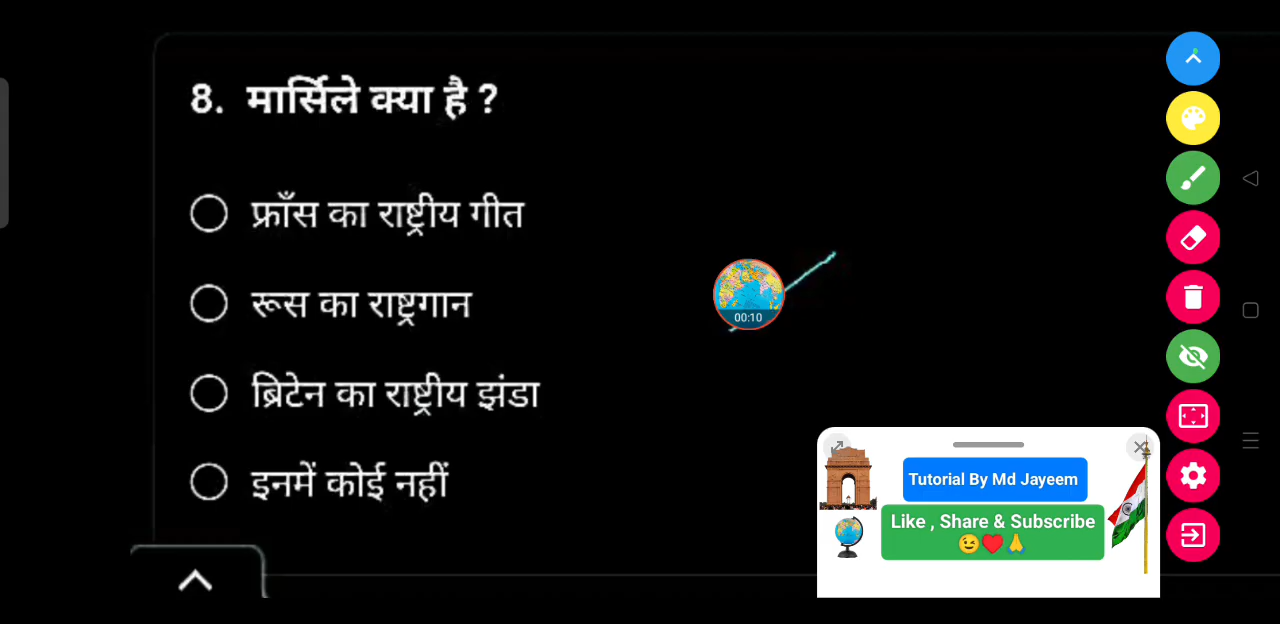 8. मार्सिले क्या है ?
फ्राँस का राष्ट्रीय गीत
रूस का राष्ट्रगान
ब्रिटेन का राष्ट्रीय झंडा
इनमें कोई नहीं
00:10
Tutorial By Md Jayeem
Like , Share & Subscribe
😉❤️🙏